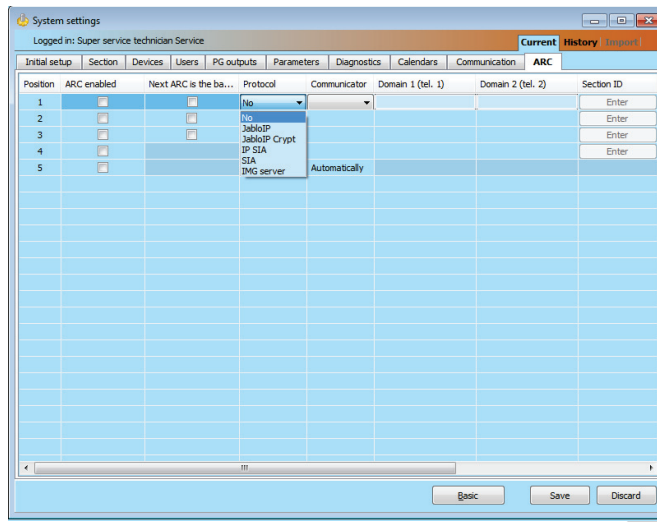 System settings
Logged in: Super service technician Service
Current History Import
Initial setup Section Devices Users PG outputs Parameters Diagnostics Calendars Communication ARC
Position ARC enabled Next ARC is the ba... Protocol Communicator Domain 1 (tel. 1) Domain 2 (tel. 2) Section ID
1 No Enter
2 No Enter
JabloIP
3 JabloIP Crypt Enter
4 IP SIA Enter
SIA
5 IMG server Automatically
Basic Save Discard